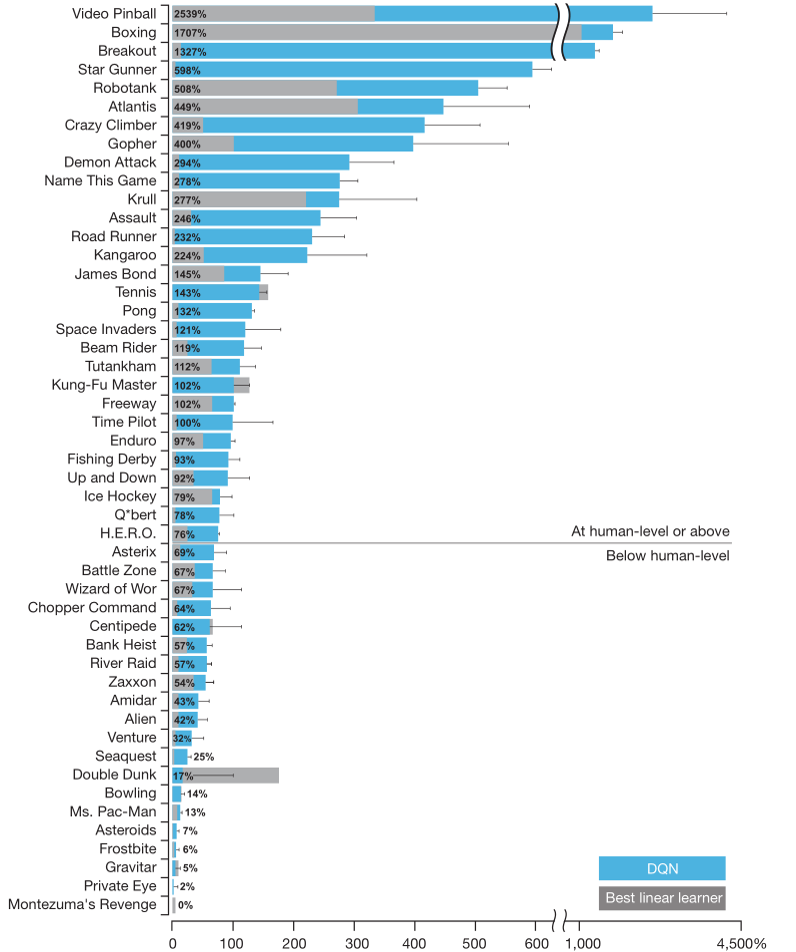 Video Pinball 2539%
Boxing 1707%
Breakout 1327%
Star Gunner 598%
Robotank 508%
Atlantis 449%
Crazy Climber 419%
Gopher 400%
Demon Attack 294%
Name This Game 278%
Krull 277%
Assault 246%
Road Runner 232%
Kangaroo 224%
James Bond 145%
Tennis 143%
Pong 132%
Space Invaders 121%
Beam Rider 119%
Tutankham 112%
Kung-Fu Master 102%
Freeway 102%
Time Pilot 100%
Enduro 97%
Fishing Derby 93%
Up and Down 92%
Ice Hockey 79%
Q*bert 78%
H.E.R.O. 76%
At human-level or above
Asterix 69%
Below human-level
Battle Zone 67%
Wizard of Wor 67%
Chopper Command 64%
Centipede 62%
Bank Heist 57%
River Raid 57%
Zaxxon 54%
Amidar 43%
Alien 42%
Venture 32%
Seaquest 25%
Double Dunk 17%
Bowling 14%
Ms. Pac-Man 13%
Asteroids 7%
Frostbite 6%
Gravitar 5%
Private Eye 2%
Montezuma's Revenge 0%
DQN
Best linear learner
0 100 200 300 400 500 600 1,000 4,500%